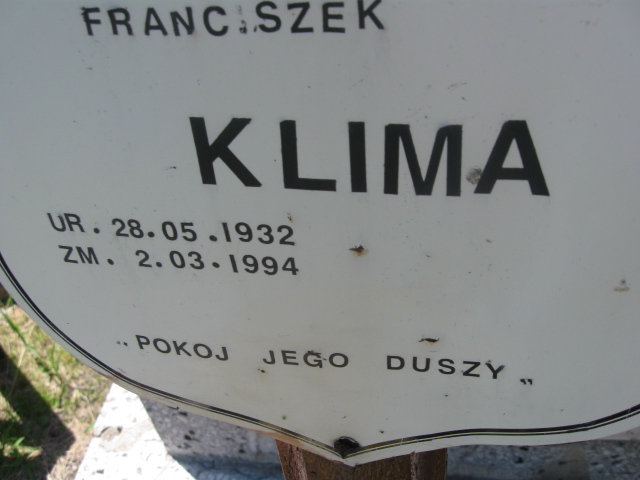 FRANCISZEK
KLIMA
UR. 28.05.1932
ZM. 2.03.1994
„POKOJ JEGO DUSZY„